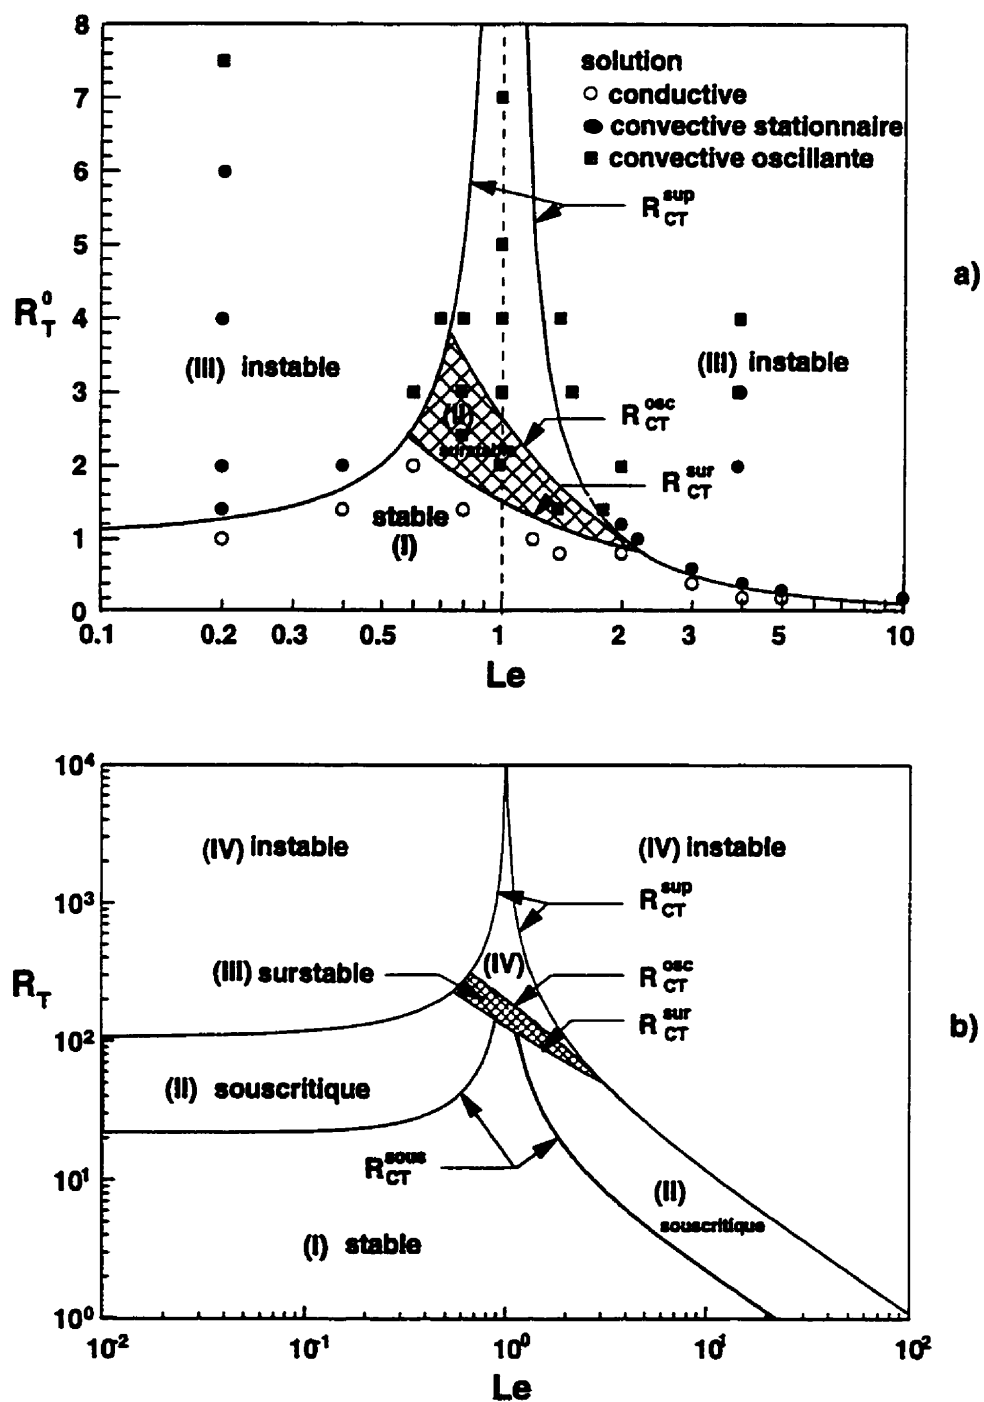 8
solution
conductive
7
convective stationnaire
convective oscillante
6
R_CT^sup
5
a)
R_T^0
4
(III) instable
(III) instable
3
R_CT^osc
(II)
surstable
2
R_CT^sur
stable
(I)
1
0
0.1 0.2 0.3 0.5 1 2 3 5 10
Le
10^4
(IV) instable
(IV) instable
R_CT^sup
10^3
(IV)
(III) surstable
R_CT^osc
R_T
R_CT^sur
b)
10^2
(II) souscritique
R_CT^sous
10^1
(II)
souscritique
(I) stable
10^0
10^-2 10^-1 10^0 10^1 10^2
Le